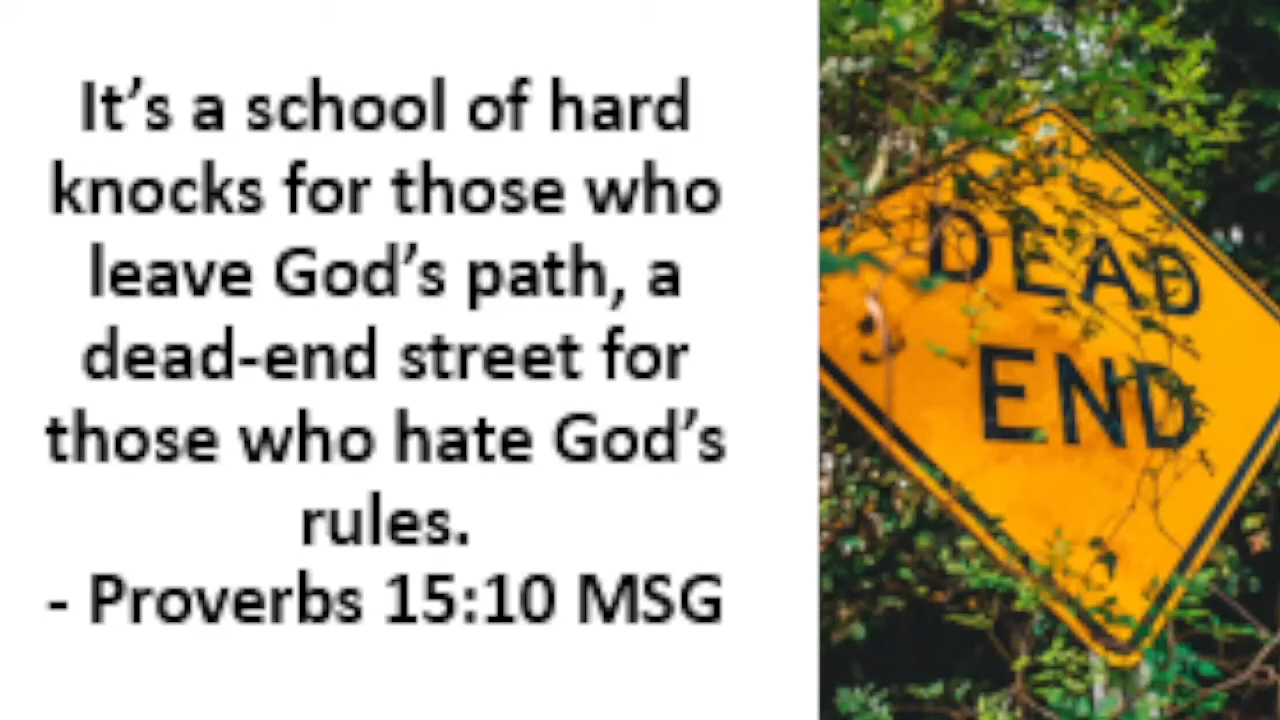 It’s a school of hard
knocks for those who
leave God’s path, a
dead-end street for
those who hate God’s
rules.
- Proverbs 15:10 MSG
DEAD
END